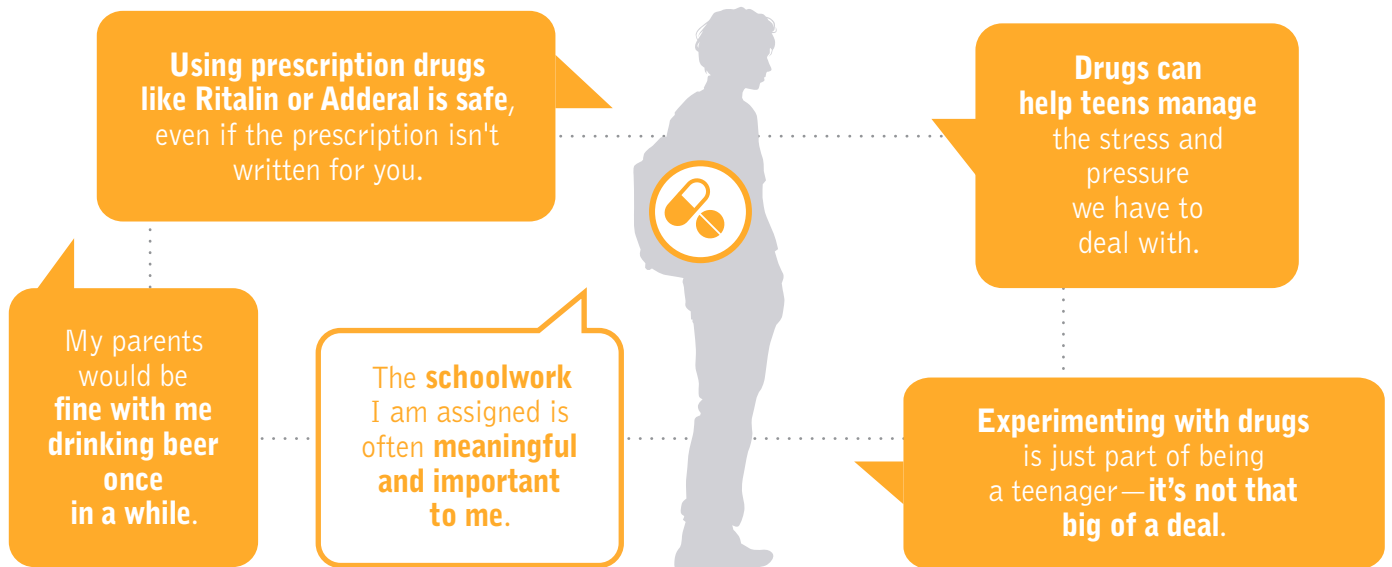 Using prescription drugs
like Ritalin or Adderal is safe,
even if the prescription isn't
written for you.
Drugs can
help teens manage
the stress and
pressure
we have to
deal with.
My parents
would be
fine with me
drinking beer
once
in a while.
The schoolwork
I am assigned is
often meaningful
and important
to me.
Experimenting with drugs
is just part of being
a teenager—it’s not that
big of a deal.